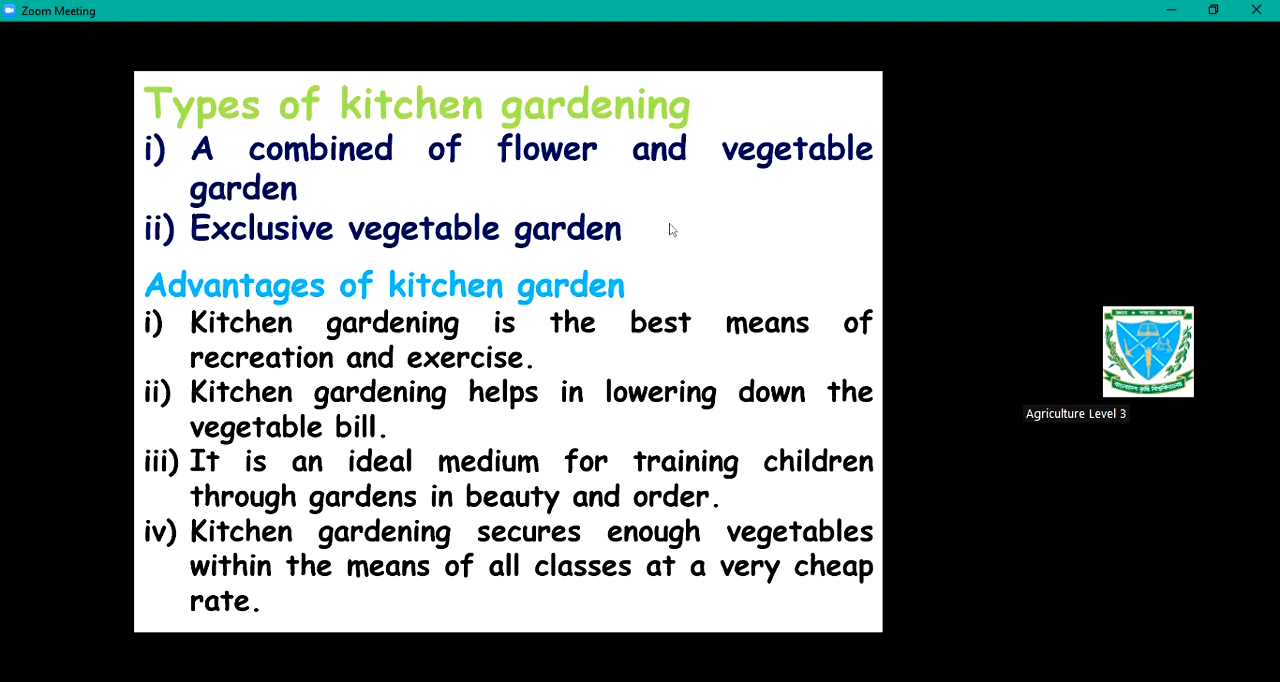 Zoom Meeting
Types of kitchen gardening
i) A combined of flower and vegetable
garden
ii) Exclusive vegetable garden
Advantages of kitchen garden
i) Kitchen gardening is the best means of
recreation and exercise.
ii) Kitchen gardening helps in lowering down the
vegetable bill.
iii) It is an ideal medium for training children
through gardens in beauty and order.
iv) Kitchen gardening secures enough vegetables
within the means of all classes at a very cheap
rate.
Agriculture Level 3